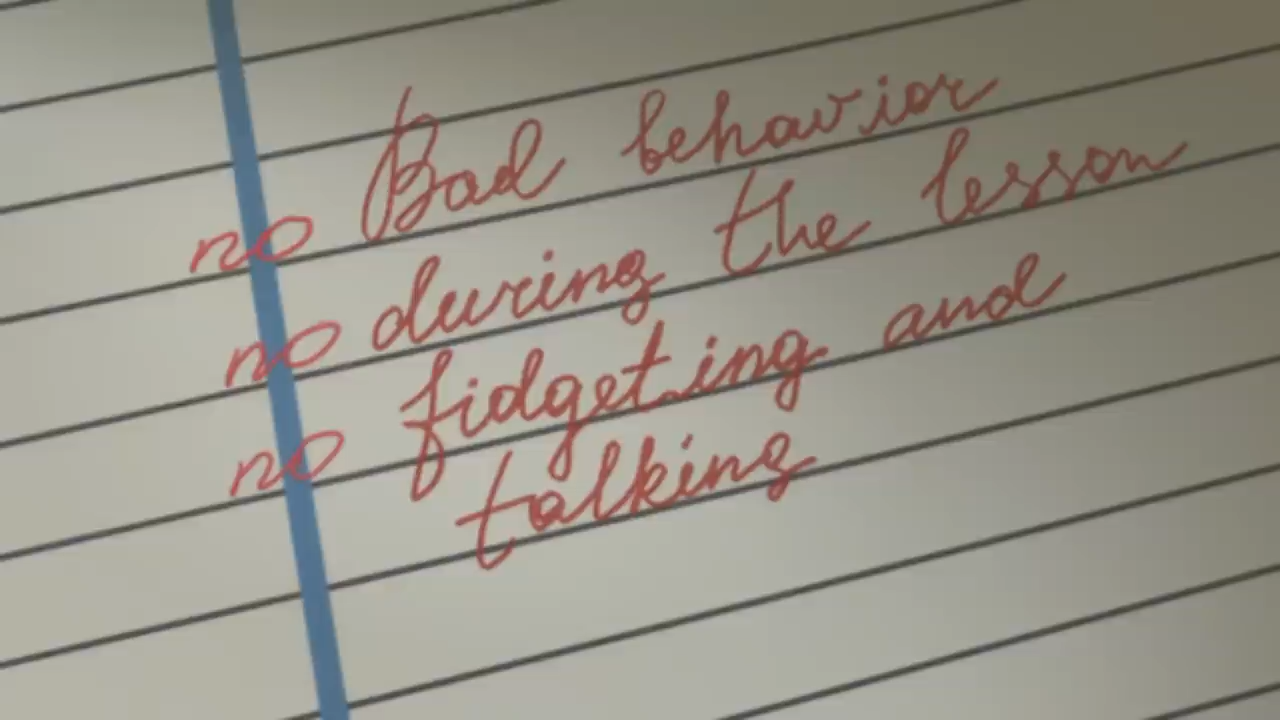 no Bad behavior
no during the lesson
no fidgeting and
talking